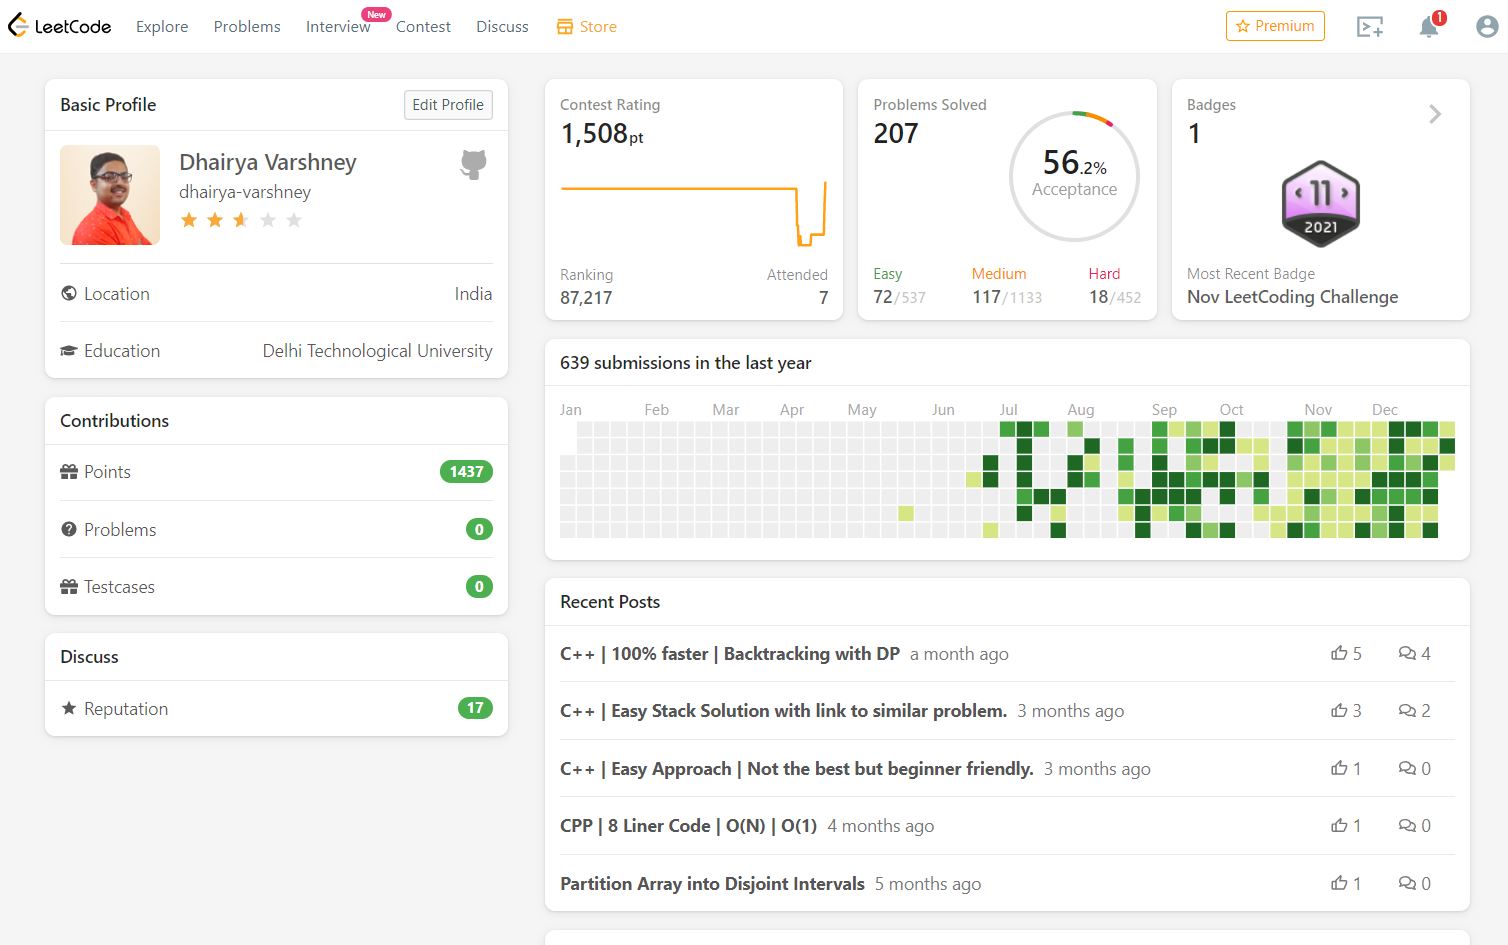 LeetCode Explore Problems Interview New Contest Discuss Store Premium 1
Basic Profile Edit Profile
Dhairya Varshney
dhairya-varshney
Location India
Education Delhi Technological University
Contributions
Points 1437
Problems 0
Testcases 0
Discuss
Reputation 17
Contest Rating
1,508pt
Ranking Attended
87,217 7
Problems Solved
207
56.2%
Acceptance
Easy Medium Hard
72/537 117/1133 18/452
Badges
1
11
2021
Most Recent Badge
Nov LeetCoding Challenge
639 submissions in the last year
Jan Feb Mar Apr May Jun Jul Aug Sep Oct Nov Dec
Recent Posts
C++ | 100% faster | Backtracking with DP a month ago 5 4
C++ | Easy Stack Solution with link to similar problem. 3 months ago 3 2
C++ | Easy Approach | Not the best but beginner friendly. 3 months ago 1 0
CPP | 8 Liner Code | O(N) | O(1) 4 months ago 1 0
Partition Array into Disjoint Intervals 5 months ago 1 0